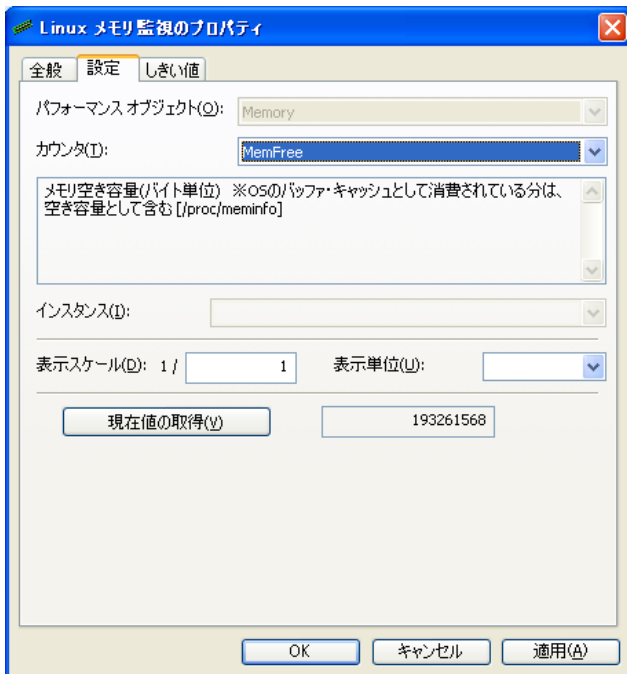 Linux メモリ監視のプロパティ
全般 設定 しきい値
パフォーマンス オブジェクト(O): Memory
カウンタ(T): MemFree
メモリ空き容量(バイト単位) ※OSのバッファ・キャッシュとして消費されている分は、
空き容量として含む [/proc/meminfo]
インスタンス(I):
表示スケール(D): 1 / 1 表示単位(U):
現在値の取得(V) 193261568
OK キャンセル 適用(A)